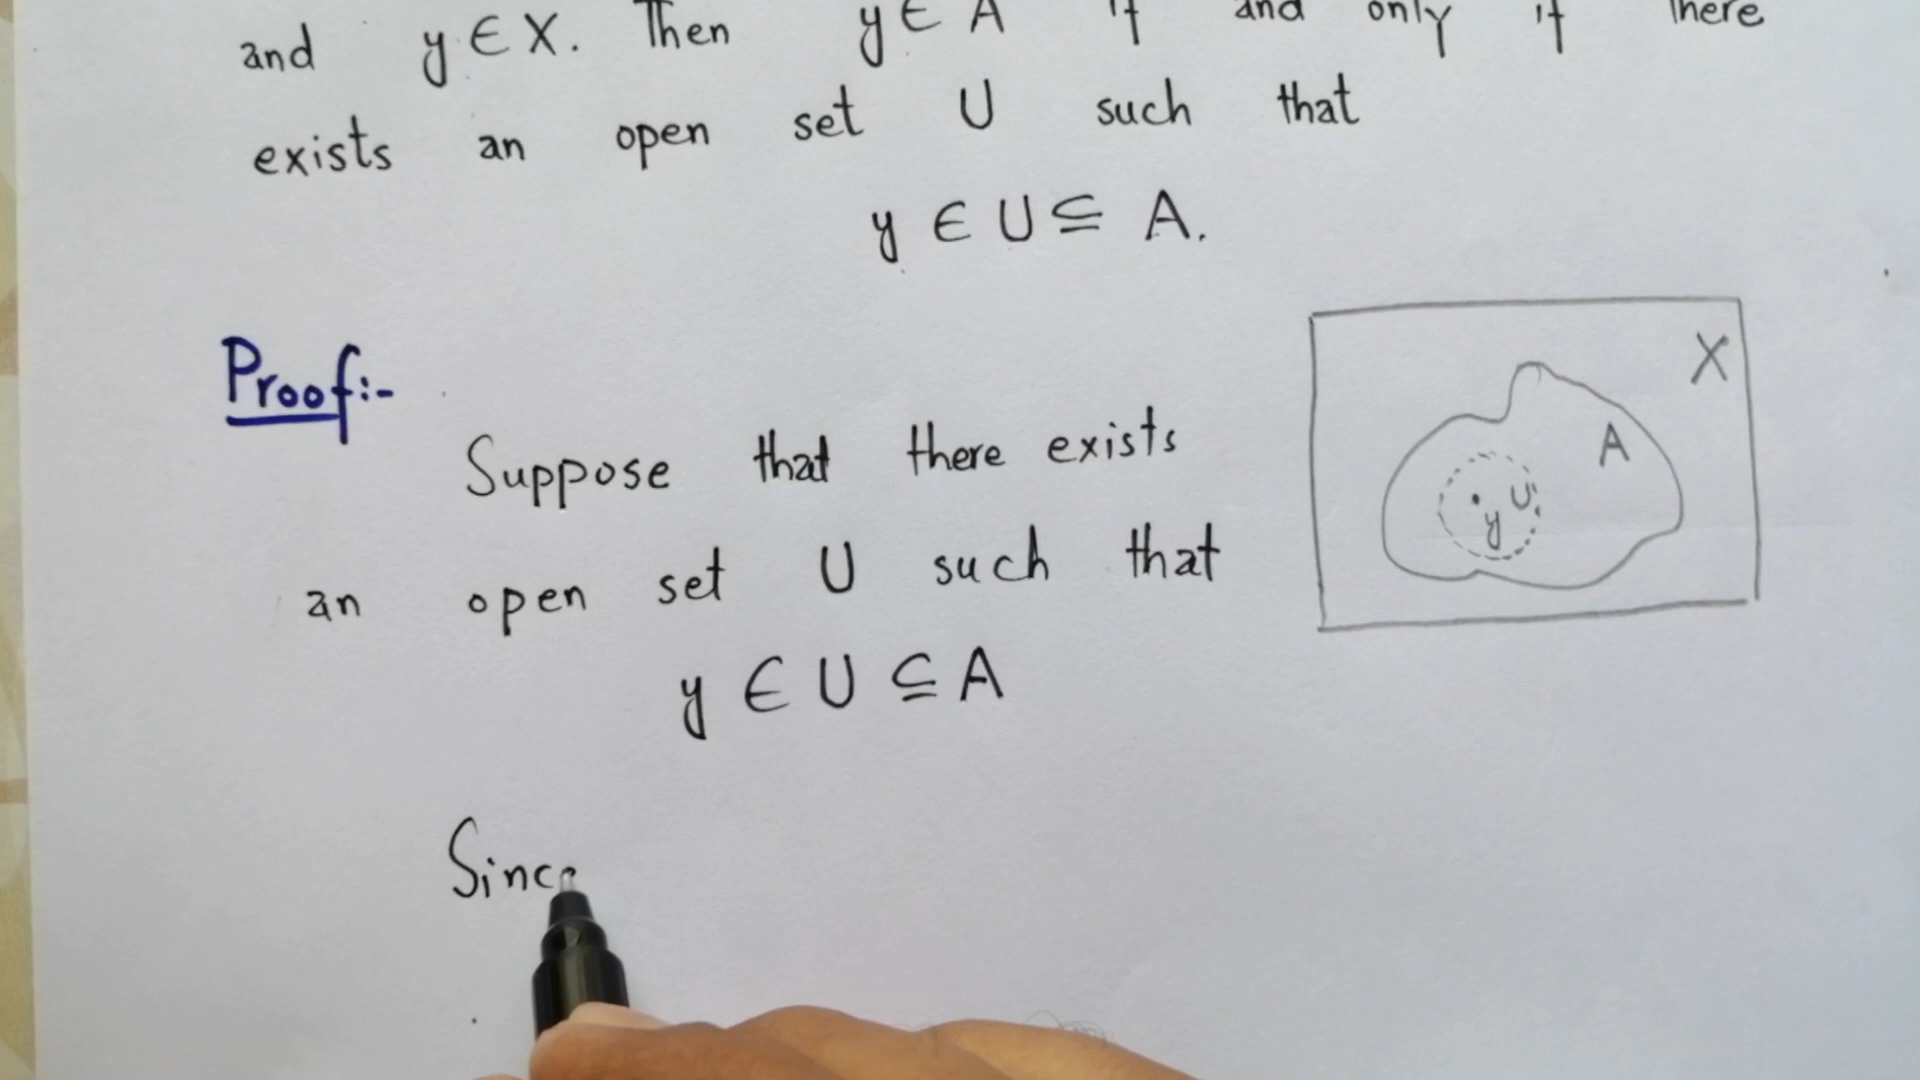 and y ∈ X. Then y ∈ A if and only if there
exists an open set U such that
y ∈ U ⊆ A.
Proof:-
Suppose that there exists
an open set U such that
y ∈ U ⊆ A
X
A
U
y
Since